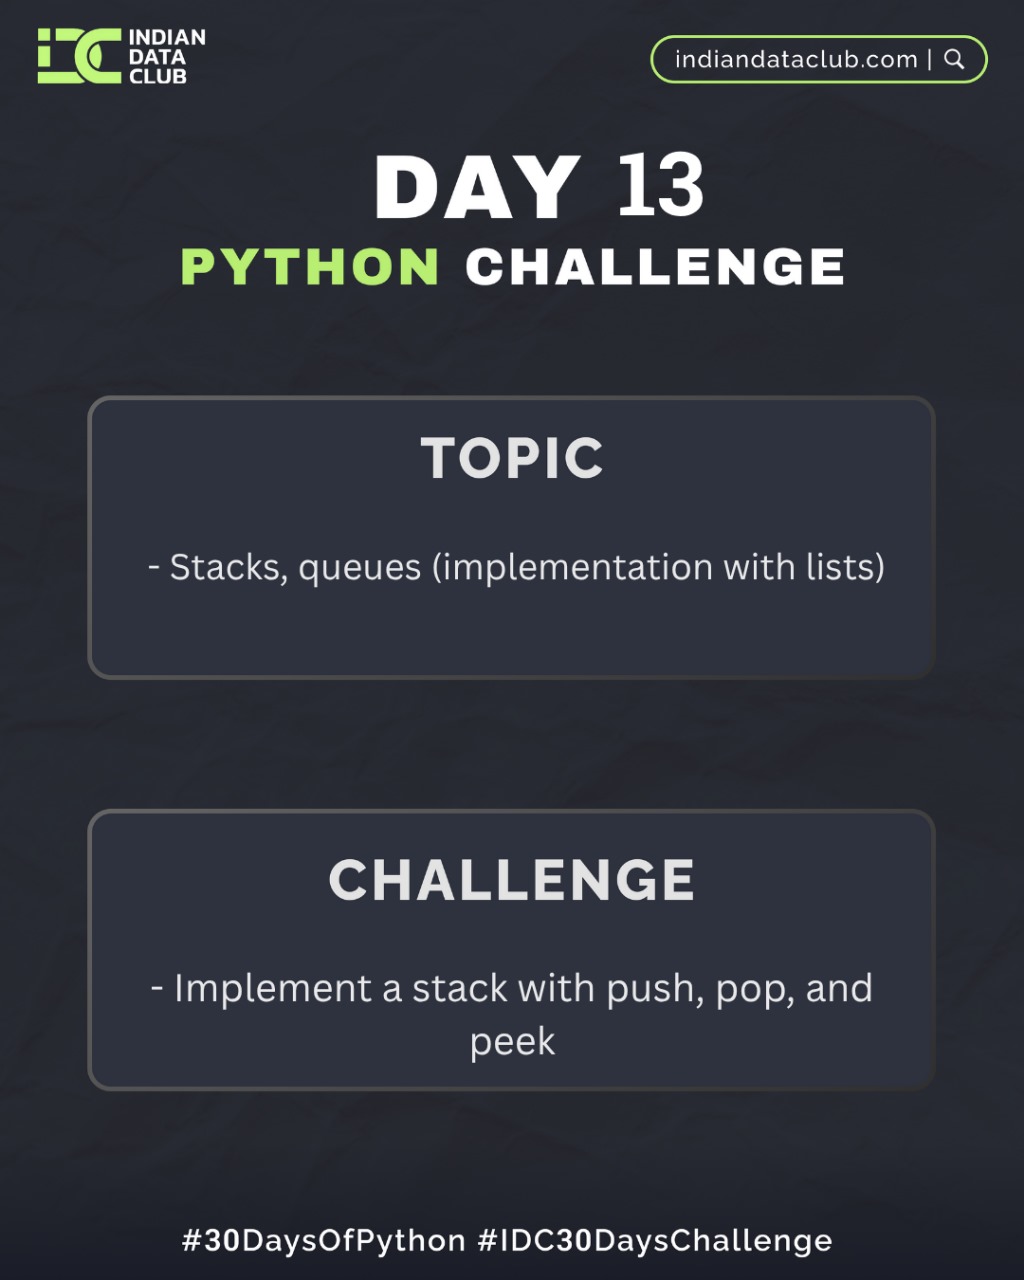 INDIAN
DATA
CLUB
indiandataclub.com |
DAY 13
PYTHON CHALLENGE
TOPIC
- Stacks, queues (implementation with lists)
CHALLENGE
- Implement a stack with push, pop, and
peek
#30DaysOfPython #IDC30DaysChallenge